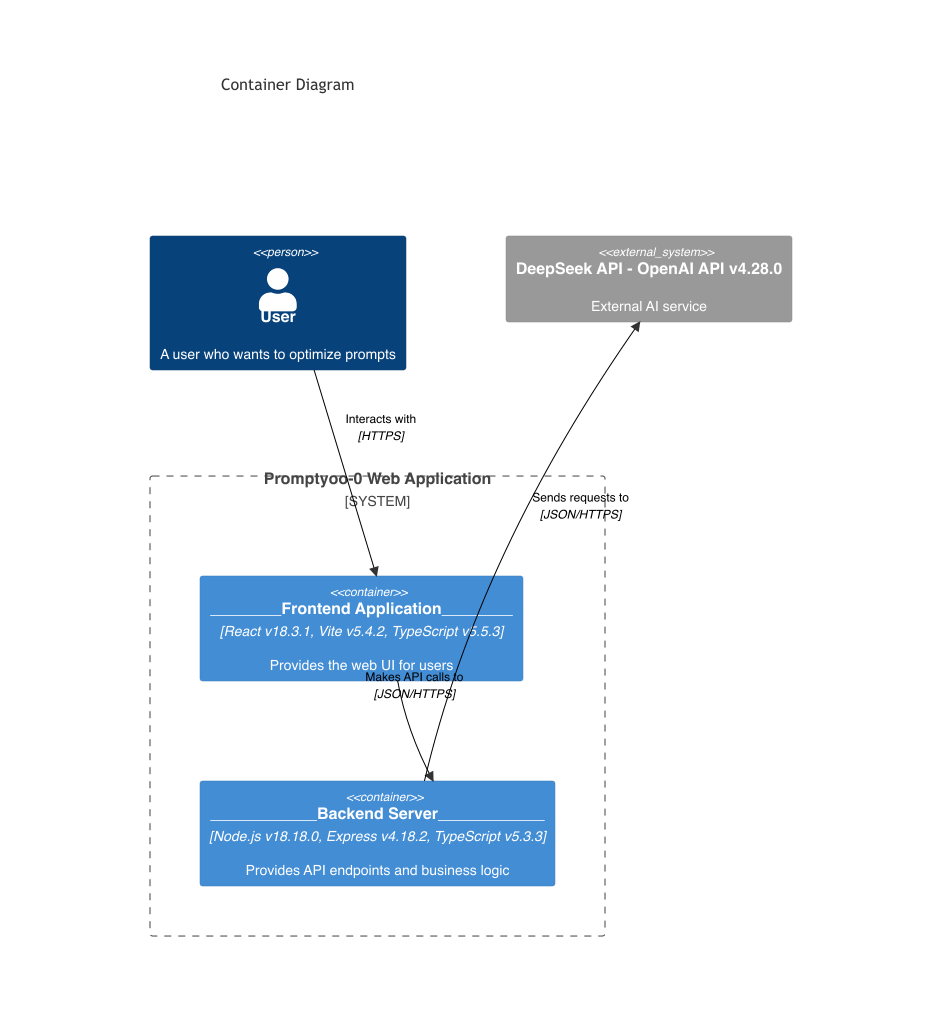 Container Diagram
<<person>>
User
A user who wants to optimize prompts
<<external_system>>
DeepSeek API - OpenAI API v4.28.0
External AI service
Interacts with
[HTTPS]
Promptyoo-0 Web Application
[SYSTEM]
Sends requests to
[JSON/HTTPS]
<<container>>
________Frontend Application________
[React v18.3.1, Vite v5.4.2, TypeScript v5.5.3]
Provides the web UI for users
Makes API calls to
[JSON/HTTPS]
<<container>>
____________Backend Server____________
[Node.js v18.18.0, Express v4.18.2, TypeScript v5.3.3]
Provides API endpoints and business logic